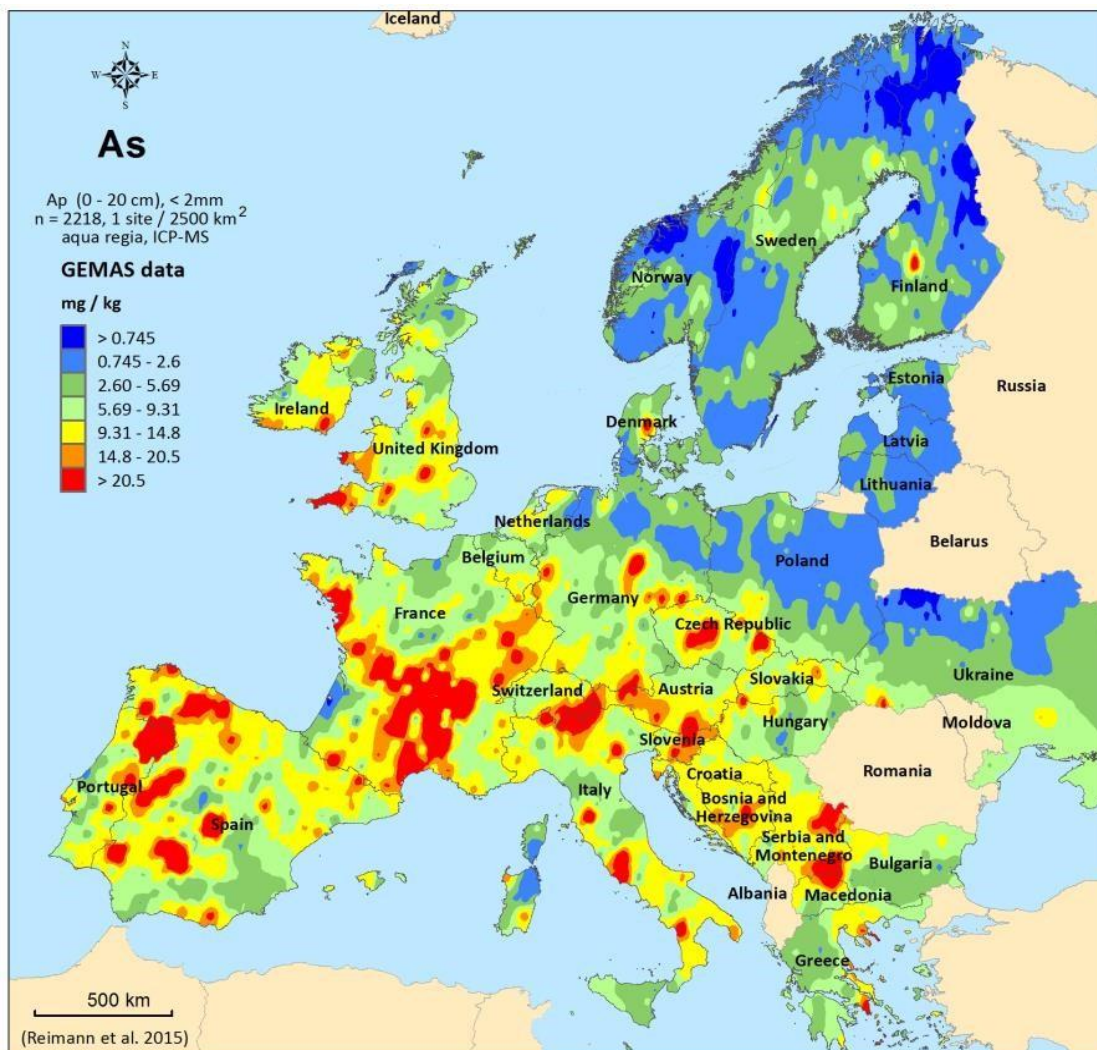 Iceland
N
W E
S
As
Ap (0 - 20 cm), < 2mm
n = 2218, 1 site / 2500 km2
aqua regia, ICP-MS
GEMAS data
mg / kg
> 0.745
0.745 - 2.6
2.60 - 5.69
5.69 - 9.31
9.31 - 14.8
14.8 - 20.5
> 20.5
Sweden
Norway
Finland
Estonia
Russia
Ireland
Denmark
Latvia
United Kingdom
Lithuania
Netherlands
Belarus
Belgium
Poland
Germany
France
Czech Republic
Slovakia
Ukraine
Switzerland
Austria
Hungary
Moldova
Slovenia
Croatia
Romania
Portugal
Italy
Bosnia and
Herzegovina
Spain
Serbia and
Montenegro
Bulgaria
Albania
Macedonia
Greece
500 km
(Reimann et al. 2015)